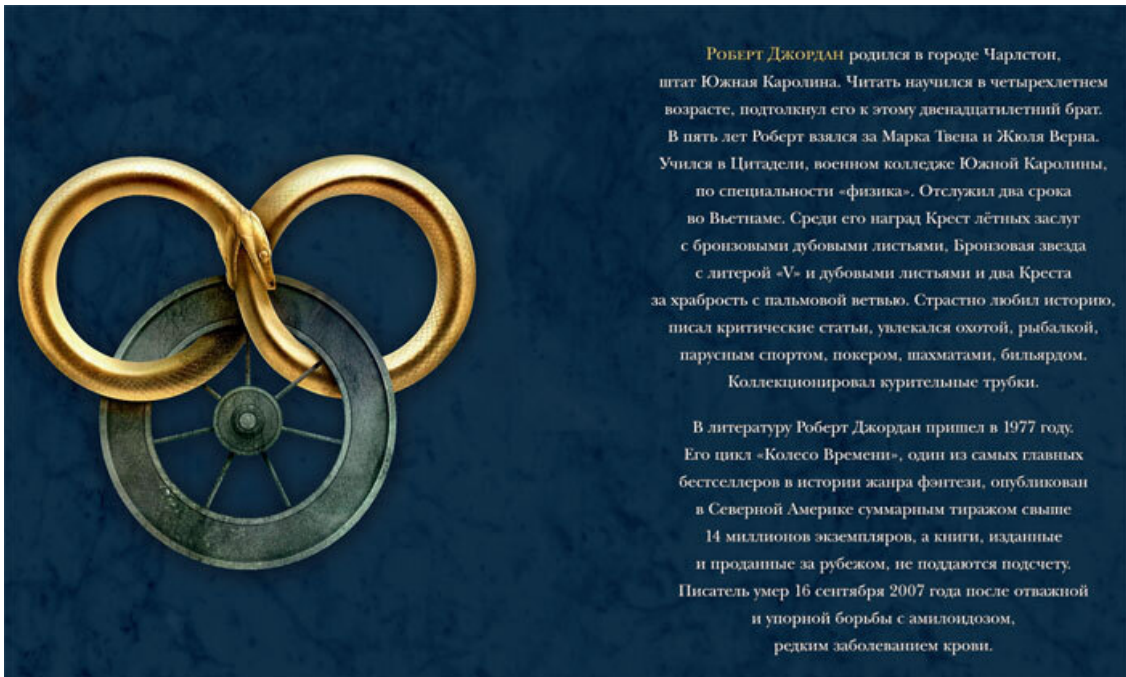 Роберт Джордан родился в городе Чарлстон,
штат Южная Каролина. Читать научился в четырехлетнем
возрасте, подтолкнул его к этому двенадцатилетний брат.
В пять лет Роберт взялся за Марка Твена и Жюля Верна.
Учился в Цитадели, военном колледже Южной Каролины,
по специальности «физика». Отслужил два срока
во Вьетнаме. Среди его наград Крест лётных заслуг
с бронзовыми дубовыми листьями, Бронзовая звезда
с литерой «V» и дубовыми листьями и два Креста
за храбрость с пальмовой ветвью. Страстно любил историю,
писал критические статьи, увлекался охотой, рыбалкой,
парусным спортом, покером, шахматами, бильярдом.
Коллекционировал курительные трубки.
В литературу Роберт Джордан пришел в 1977 году.
Его цикл «Колесо Времени», один из самых главных
бестселлеров в истории жанра фэнтези, опубликован
в Северной Америке суммарным тиражом свыше
14 миллионов экземпляров, а книги, изданные
и проданные за рубежом, не поддаются подсчету.
Писатель умер 16 сентября 2007 года после отважной
и упорной борьбы с амилоидозом,
редким заболеванием крови.